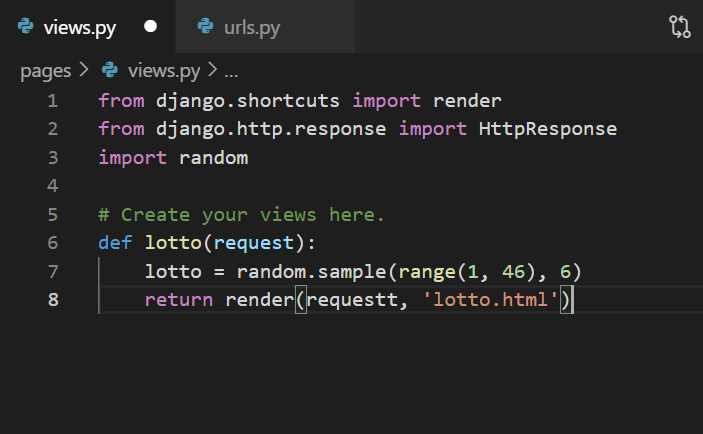 views.py
urls.py
pages > views.py > ...
1 from django.shortcuts import render
2 from django.http.response import HttpResponse
3 import random
4
5 # Create your views here.
6 def lotto(request):
7     lotto = random.sample(range(1, 46), 6)
8     return render(requestt, 'lotto.html')